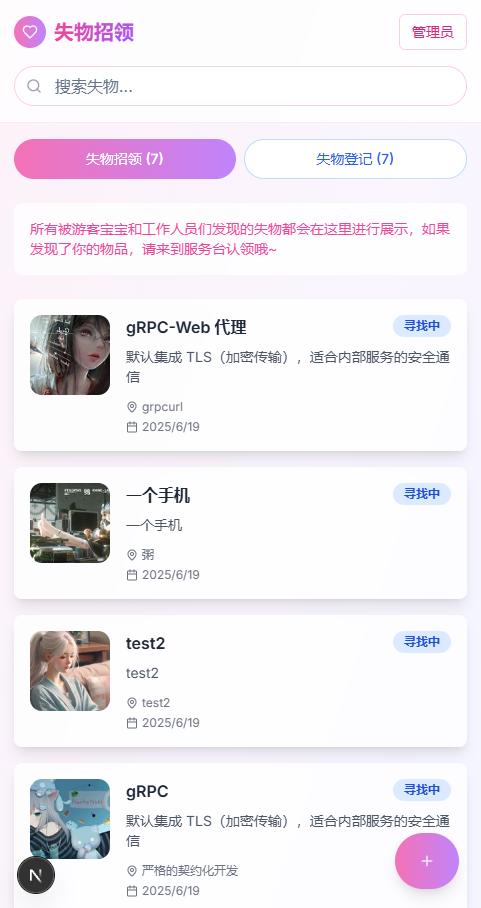 失物招领
管理员
搜索失物...
失物招领 (7)
失物登记 (7)
所有被游客宝宝和工作人员们发现的失物都会在这里进行展示，如果
发现了你的物品，请来到服务台认领哦~
gRPC-Web 代理
寻找中
默认集成 TLS（加密传输），适合内部服务的安全通
信
grpcurl
2025/6/19
一个手机
寻找中
一个手机
粥
2025/6/19
test2
寻找中
test2
test2
2025/6/19
gRPC
寻找中
默认集成 TLS（加密传输），适合内部服务的安全通
信
严格的契约化开发
2025/6/19
N